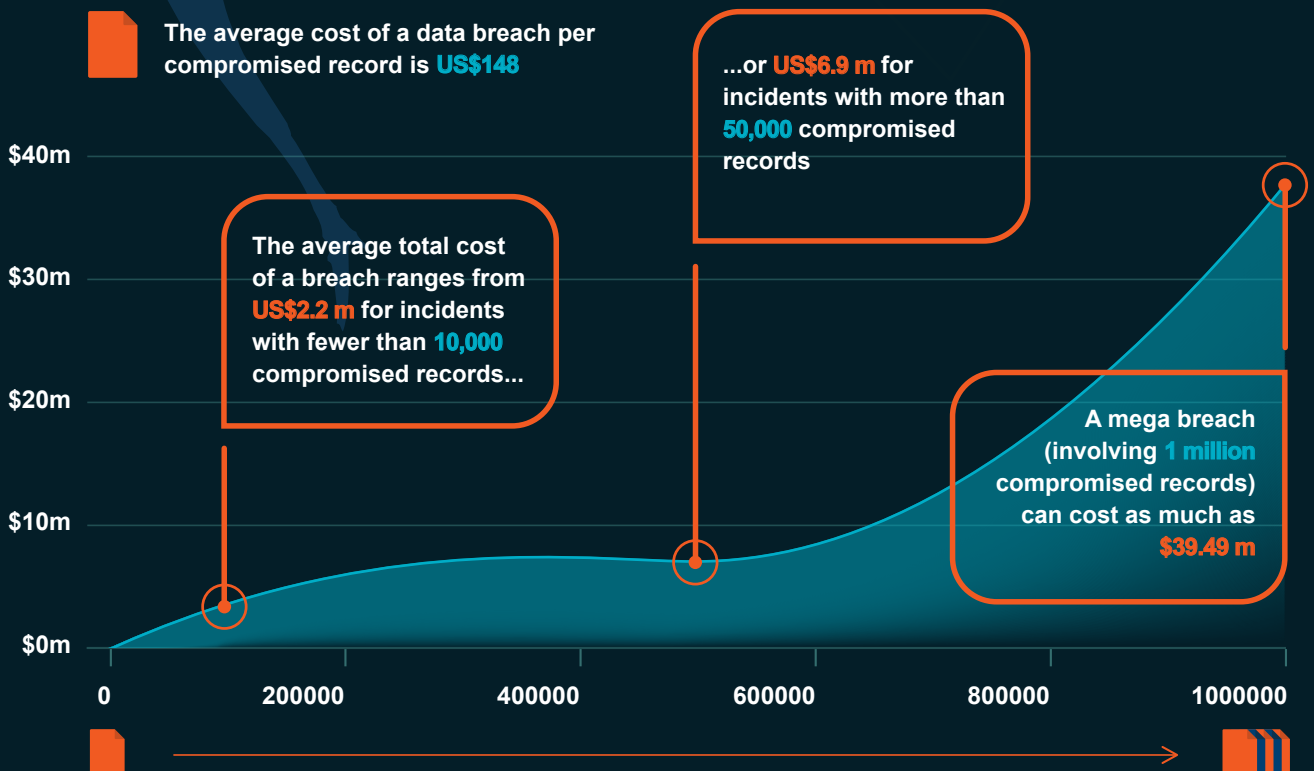 The average cost of a data breach per
compromised record is US$148
...or US$6.9 m for
incidents with more than
50,000 compromised
records
$40m
The average total cost
of a breach ranges from
US$2.2 m for incidents
with fewer than 10,000
compromised records...
$30m
$20m
A mega breach
(involving 1 million
compromised records)
can cost as much as
$39.49 m
$10m
$0m
0 200000 400000 600000 800000 1000000